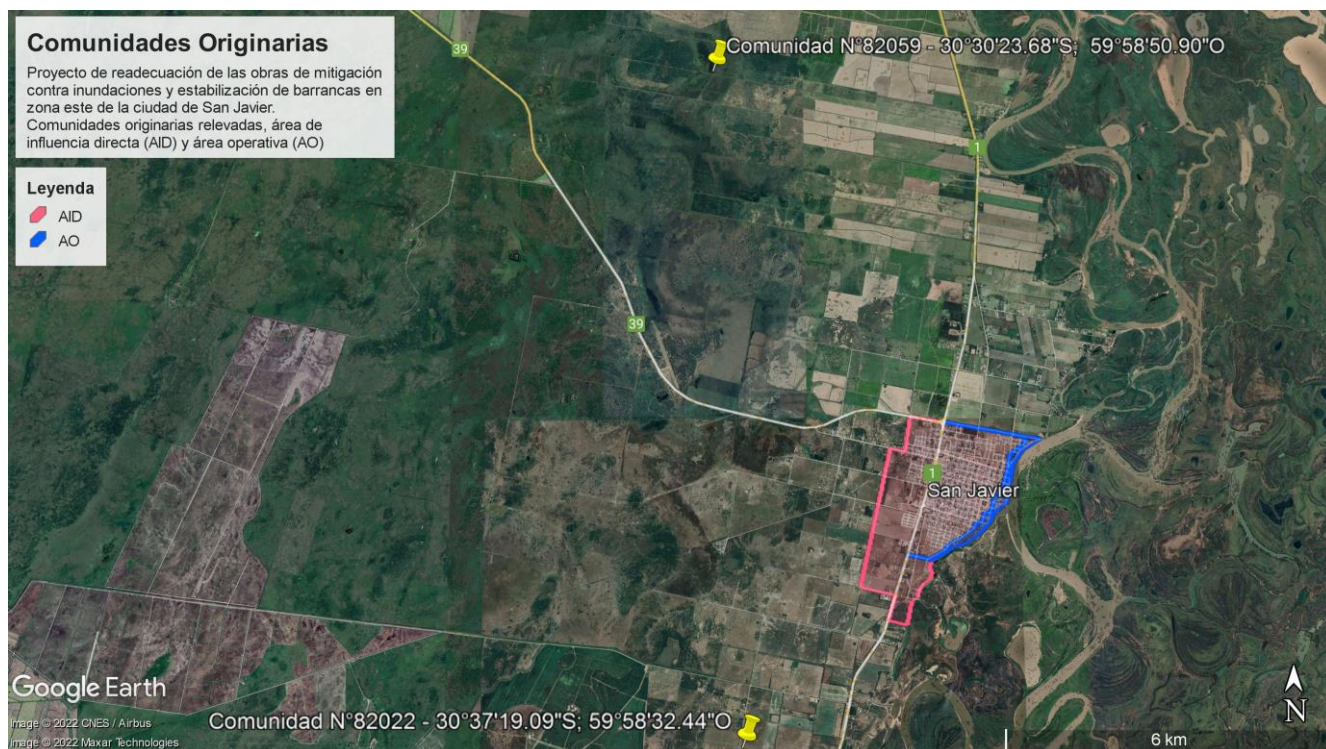 Comunidades Originarias
Proyecto de readecuación de las obras de mitigación
contra inundaciones y estabilización de barrancas en
zona este de la ciudad de San Javier.
Comunidades originarias relevadas, área de
influencia directa (AID) y área operativa (AO)
Leyenda
AID
AO
39
Comunidad N°82059 - 30°30'23.68"S; 59°58'50.90"O
1
39
1
San Javier
Google Earth
Image © 2022 CNES / Airbus
Image © 2022 Maxar Technologies
Comunidad N°82022 - 30°37'19.09"S; 59°58'32.44"O
N
6 km